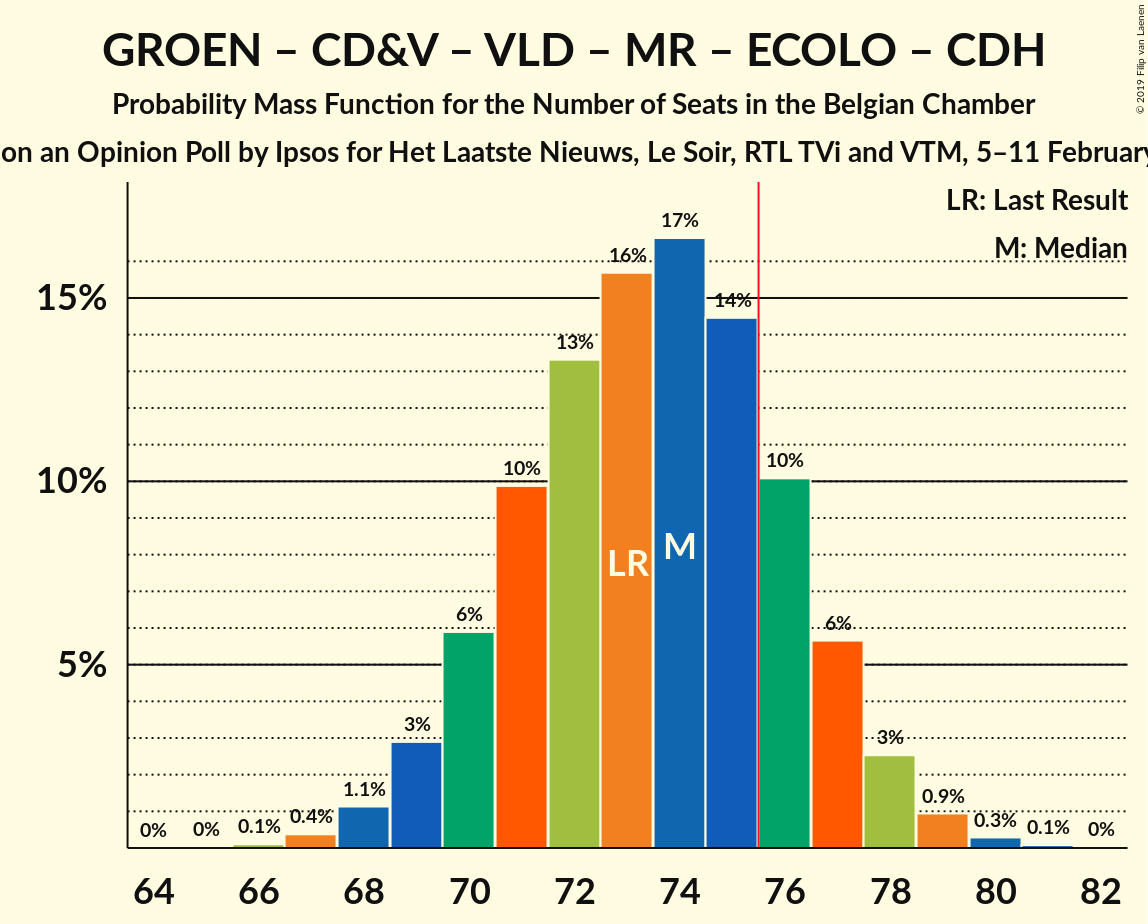 GROEN – CD&V – VLD – MR – ECOLO – CDH
Probability Mass Function for the Number of Seats in the Belgian Chamber
on an Opinion Poll by Ipsos for Het Laatste Nieuws, Le Soir, RTL TVi and VTM, 5–11 February
© 2019 Filip van Laenen
LR: Last Result
M: Median
17%
16%
15%
14%
13%
10%
10%
10%
LR
M
6%
6%
5%
3%
3%
1.1%
0.9%
0.4%
0.3%
0.1%
0.1%
0%
0%
0%
64 66 68 70 72 74 76 78 80 82